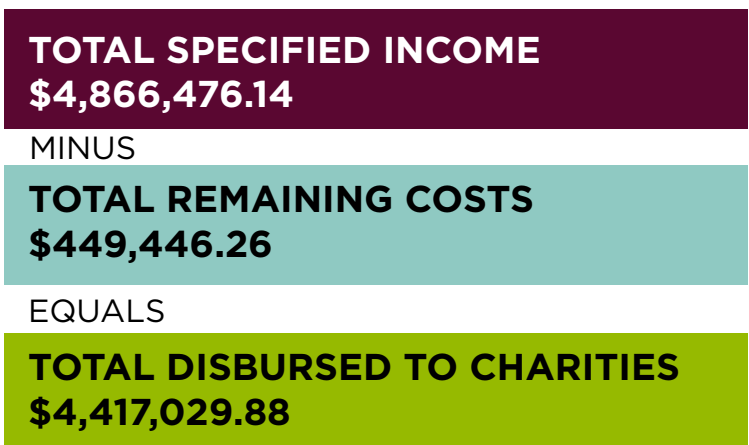 TOTAL SPECIFIED INCOME
$4,866,476.14
MINUS
TOTAL REMAINING COSTS
$449,446.26
EQUALS
TOTAL DISBURSED TO CHARITIES
$4,417,029.88